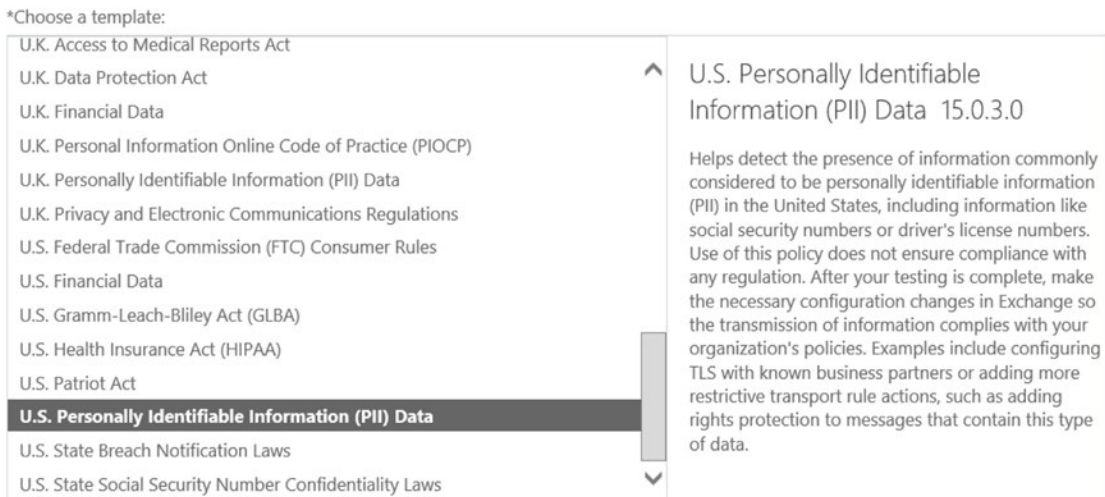 *Choose a template:
U.K. Access to Medical Reports Act
U.K. Data Protection Act
U.K. Financial Data
U.K. Personal Information Online Code of Practice (PIOCP)
U.K. Personally Identifiable Information (PII) Data
U.K. Privacy and Electronic Communications Regulations
U.S. Federal Trade Commission (FTC) Consumer Rules
U.S. Financial Data
U.S. Gramm-Leach-Bliley Act (GLBA)
U.S. Health Insurance Act (HIPAA)
U.S. Patriot Act
U.S. Personally Identifiable Information (PII) Data
U.S. State Breach Notification Laws
U.S. State Social Security Number Confidentiality Laws
U.S. Personally Identifiable
Information (PII) Data 15.0.3.0
Helps detect the presence of information commonly
considered to be personally identifiable information
(PII) in the United States, including information like
social security numbers or driver's license numbers.
Use of this policy does not ensure compliance with
any regulation. After your testing is complete, make
the necessary configuration changes in Exchange so
the transmission of information complies with your
organization's policies. Examples include configuring
TLS with known business partners or adding more
restrictive transport rule actions, such as adding
rights protection to messages that contain this type
of data.